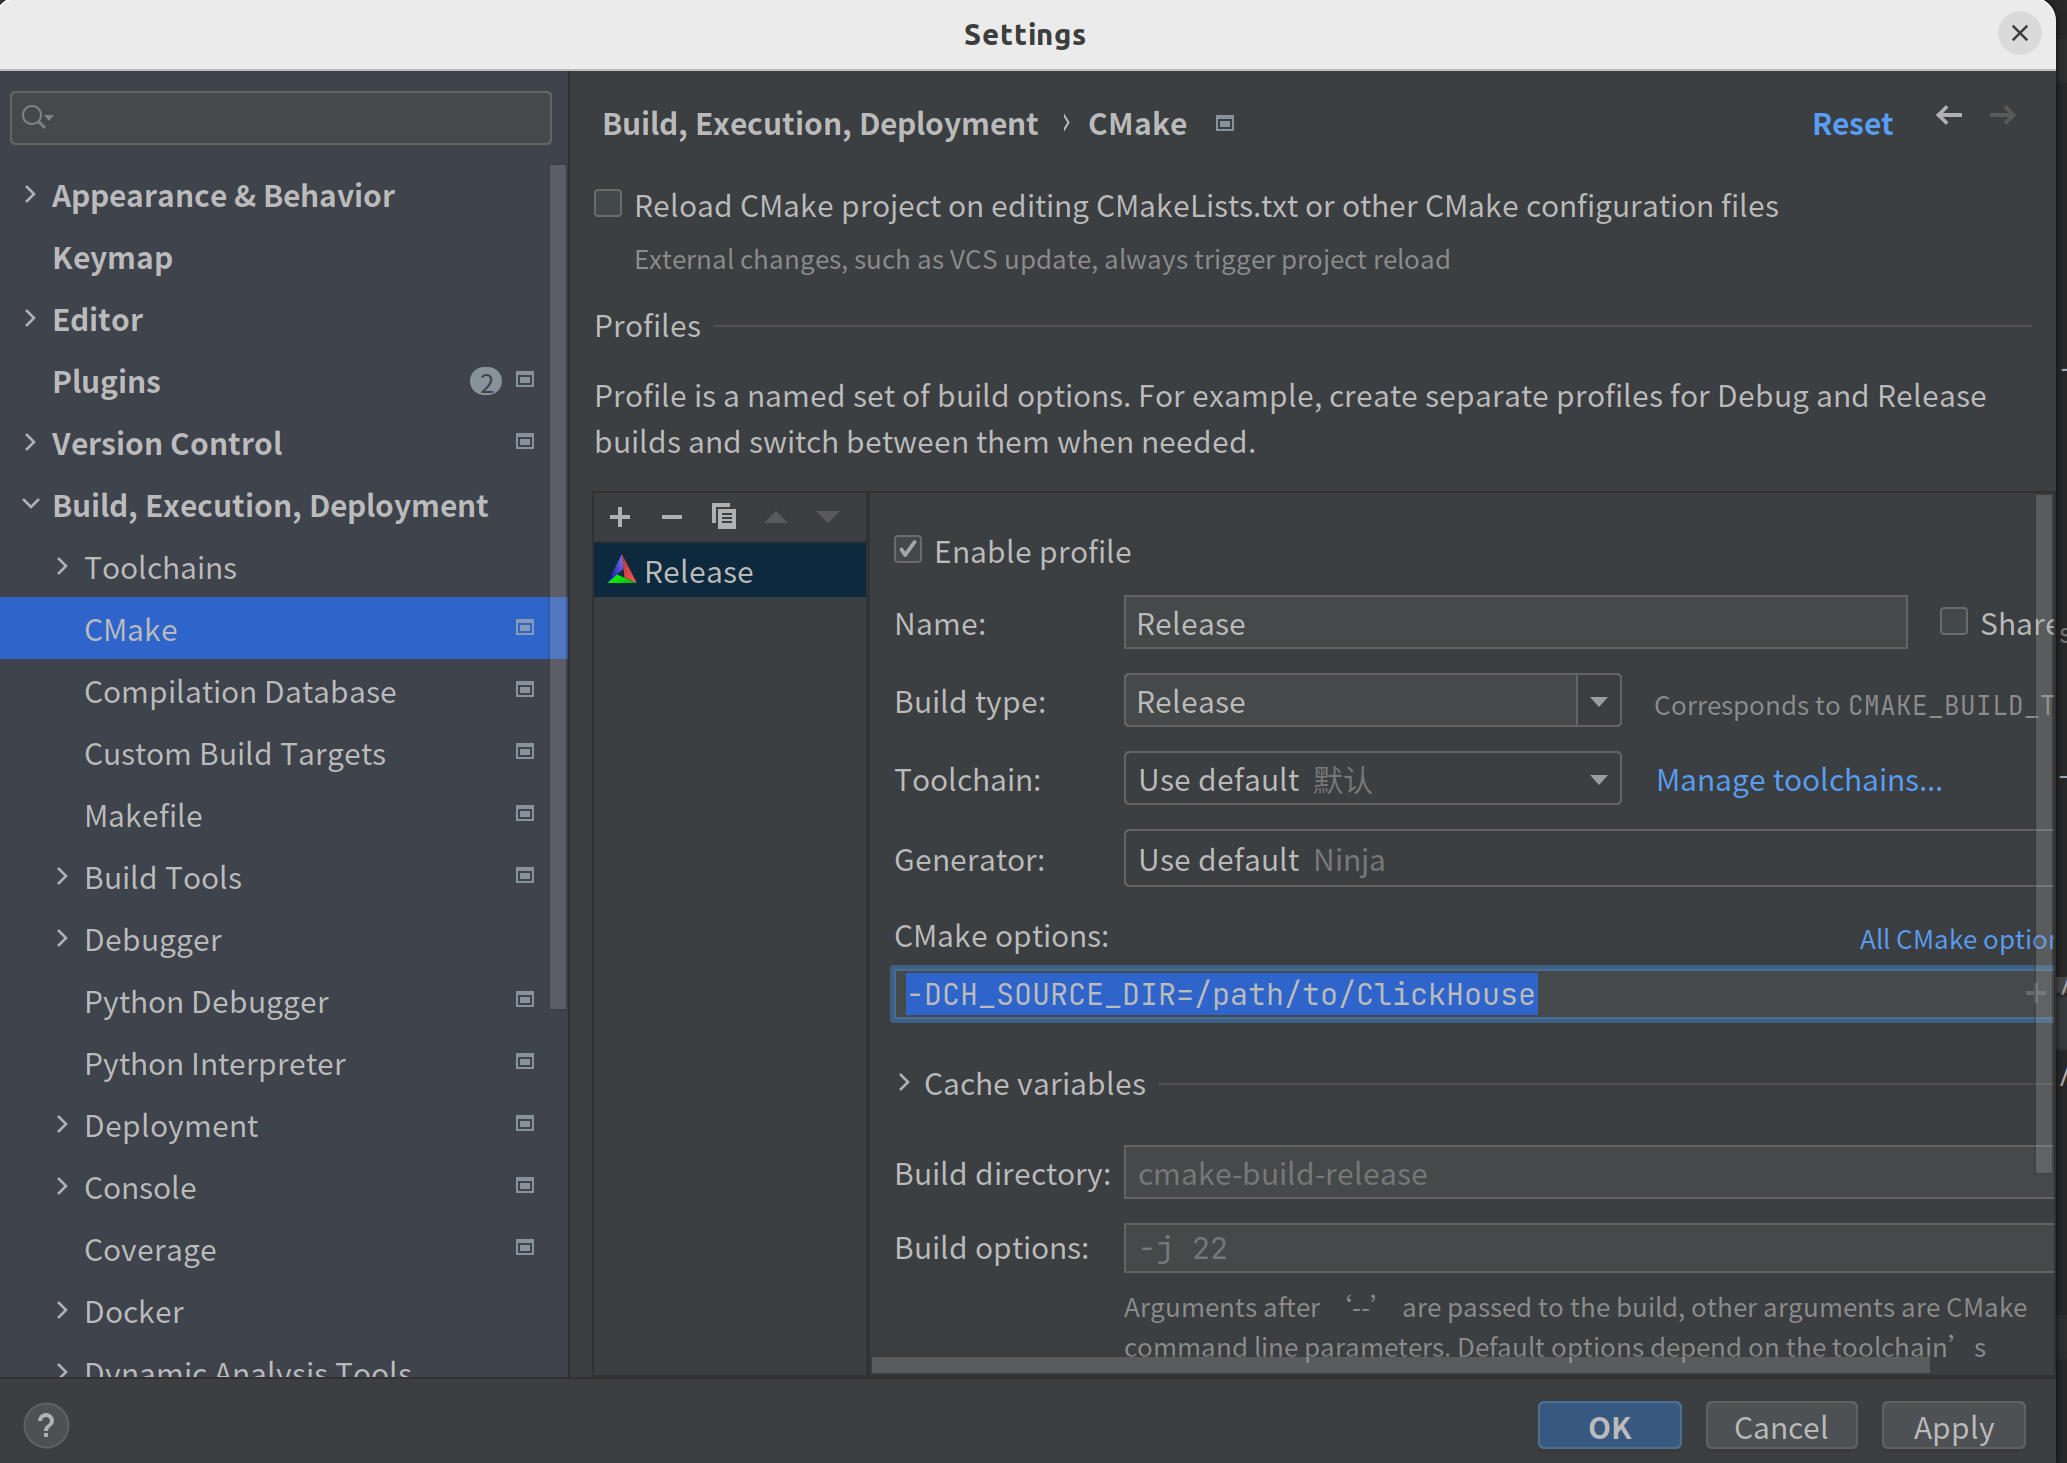 Settings
Appearance & Behavior
Keymap
Editor
Plugins 2
Version Control
Build, Execution, Deployment
Toolchains
CMake
Compilation Database
Custom Build Targets
Makefile
Build Tools
Debugger
Python Debugger
Python Interpreter
Deployment
Console
Coverage
Docker
Dynamic Analysis Tools
Build, Execution, Deployment › CMake
Reset
Reload CMake project on editing CMakeLists.txt or other CMake configuration files
External changes, such as VCS update, always trigger project reload
Profiles
Profile is a named set of build options. For example, create separate profiles for Debug and Release
builds and switch between them when needed.
Release
Enable profile
Name: Release Share
Build type: Release Corresponds to CMAKE_BUILD_T
Toolchain: Use default 默认 Manage toolchains...
Generator: Use default Ninja
CMake options: All CMake option
-DCH_SOURCE_DIR=/path/to/ClickHouse
Cache variables
Build directory: cmake-build-release
Build options: -j 22
Arguments after ‘--’ are passed to the build, other arguments are CMake
command line parameters. Default options depend on the toolchain’s
?
OK Cancel Apply